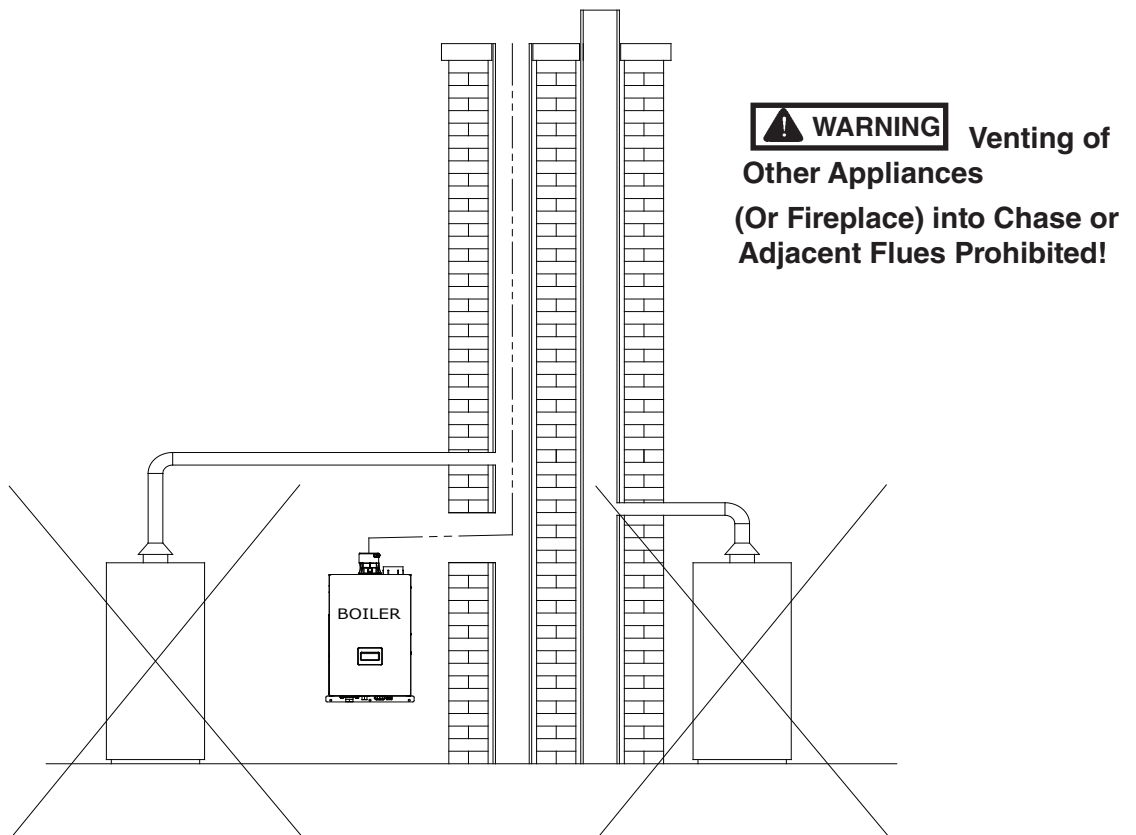 WARNING Venting of
Other Appliances
(Or Fireplace) into Chase or
Adjacent Flues Prohibited!
BOILER